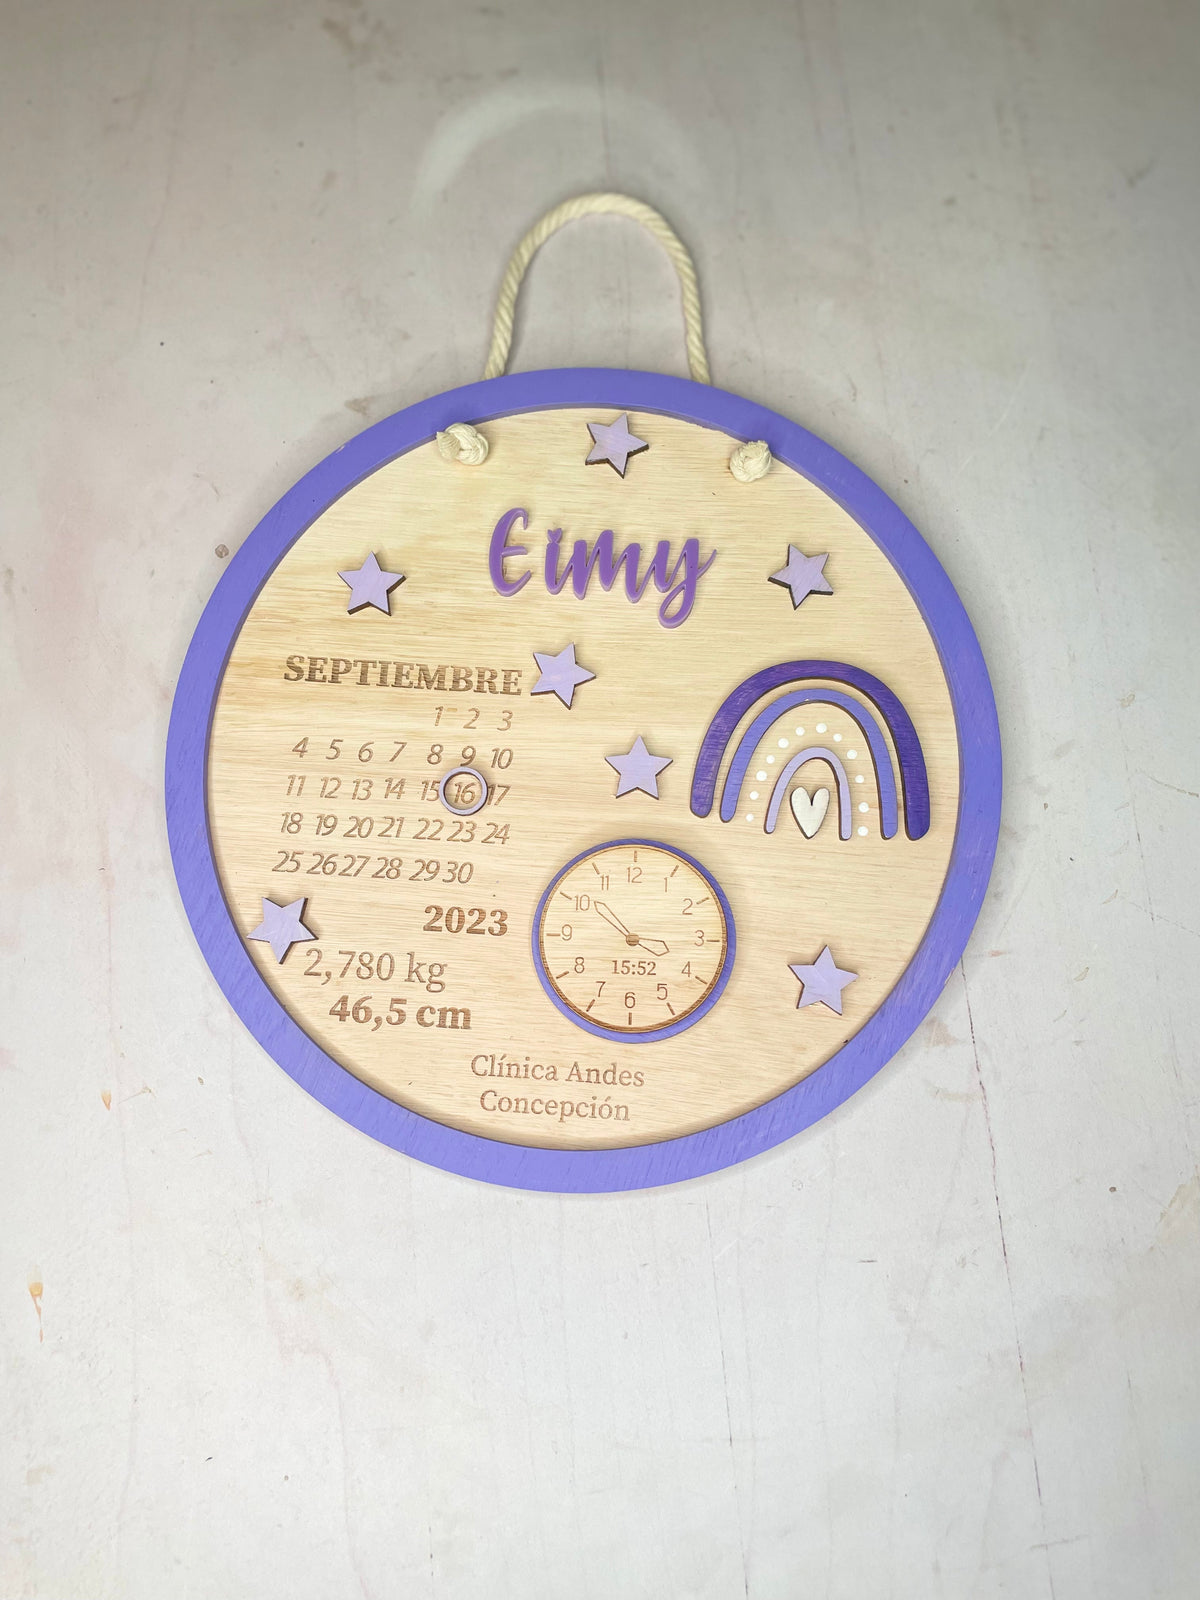 Eimy
SEPTIEMBRE
1 2 3
4 5 6 7 8 9 10
11 12 13 14 15 16 17
18 19 20 21 22 23 24
25 26 27 28 29 30
2023
2,780 kg
46,5 cm
12
11 1
10 2
9 3
15:52
8 4
7 5
6
Clínica Andes
Concepción